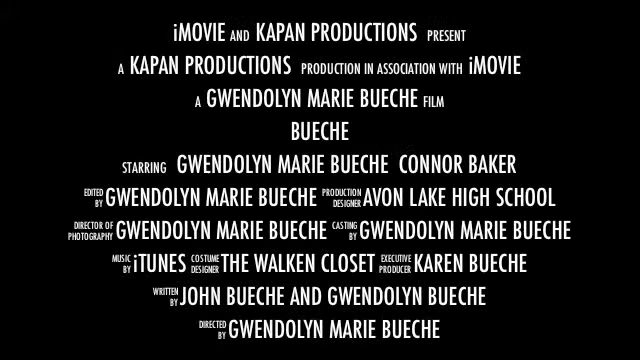 iMOVIE AND KAPAN PRODUCTIONS PRESENT
A KAPAN PRODUCTIONS PRODUCTION IN ASSOCIATION WITH iMOVIE
A GWENDOLYN MARIE BUECHE FILM
BUECHE
STARRING GWENDOLYN MARIE BUECHE CONNOR BAKER
EDITED BY GWENDOLYN MARIE BUECHE PRODUCTION DESIGNER AVON LAKE HIGH SCHOOL
DIRECTOR OF PHOTOGRAPHY GWENDOLYN MARIE BUECHE CASTING BY GWENDOLYN MARIE BUECHE
MUSIC BY iTUNES COSTUME DESIGNER THE WALKEN CLOSET EXECUTIVE PRODUCER KAREN BUECHE
WRITTEN BY JOHN BUECHE AND GWENDOLYN BUECHE
DIRECTED BY GWENDOLYN MARIE BUECHE